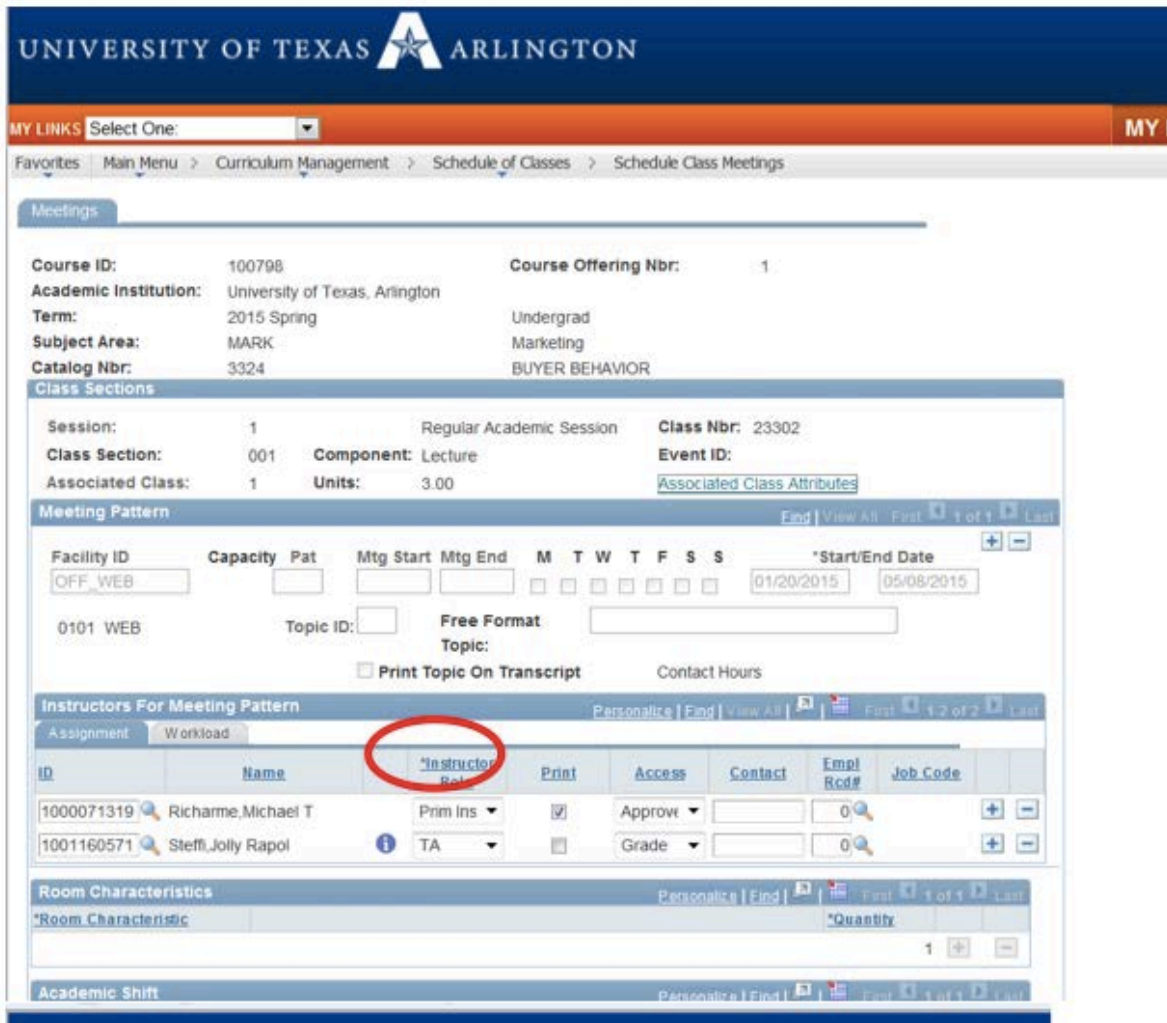 UNIVERSITY OF TEXAS A ARLINGTON
MY LINKS Select One: MY
Favorites Main Menu > Curriculum Management > Schedule of Classes > Schedule Class Meetings
Meetings
Course ID: 100798 Course Offering Nbr: 1
Academic Institution: University of Texas, Arlington
Term: 2015 Spring Undergrad
Subject Area: MARK Marketing
Catalog Nbr: 3324 BUYER BEHAVIOR
Class Sections
Session: 1 Regular Academic Session Class Nbr: 23302
Class Section: 001 Component: Lecture Event ID:
Associated Class: 1 Units: 3.00 Associated Class Attributes
Meeting Pattern Find | View All First 1 of 1 Last
Facility ID Capacity Pat Mtg Start Mtg End M T W T F S S *Start/End Date
OFF_WEB 01/20/2015 05/08/2015
0101 WEB Topic ID: Free Format
Topic:
Print Topic On Transcript Contact Hours
Instructors For Meeting Pattern Personalize | Find | View All | First 1-2 of 2 Last
Assignment Workload
ID Name *Instructor Role Print Access Contact Empl Rcd# Job Code
1000071319 Richarme,Michael T Prim Ins Approve 0
1001160571 Steffi,Jolly Rapol TA Grade 0
Room Characteristics Personalize | Find | First 1 of 1 Last
*Room Characteristic *Quantity
1
Academic Shift Personalize | Find | First 1 of 1 Last